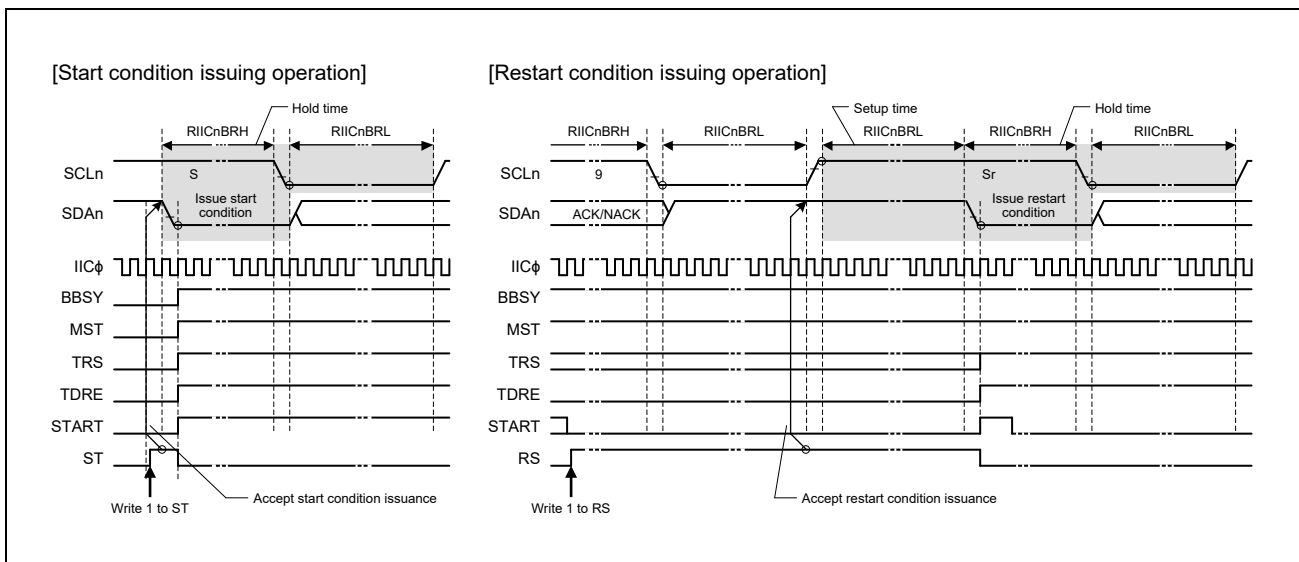 [Start condition issuing operation]
[Restart condition issuing operation]
Hold time
Setup time
Hold time
RIICnBRH
RIICnBRL
RIICnBRH
RIICnBRL
RIICnBRL
RIICnBRH
RIICnBRL
SCLn
S
9
Sr
Issue start
condition
Issue restart
condition
SDAn
ACK/NACK
IICϕ
BBSY
MST
TRS
TDRE
START
START
ST
RS
Accept start condition issuance
Accept restart condition issuance
Write 1 to ST
Write 1 to RS